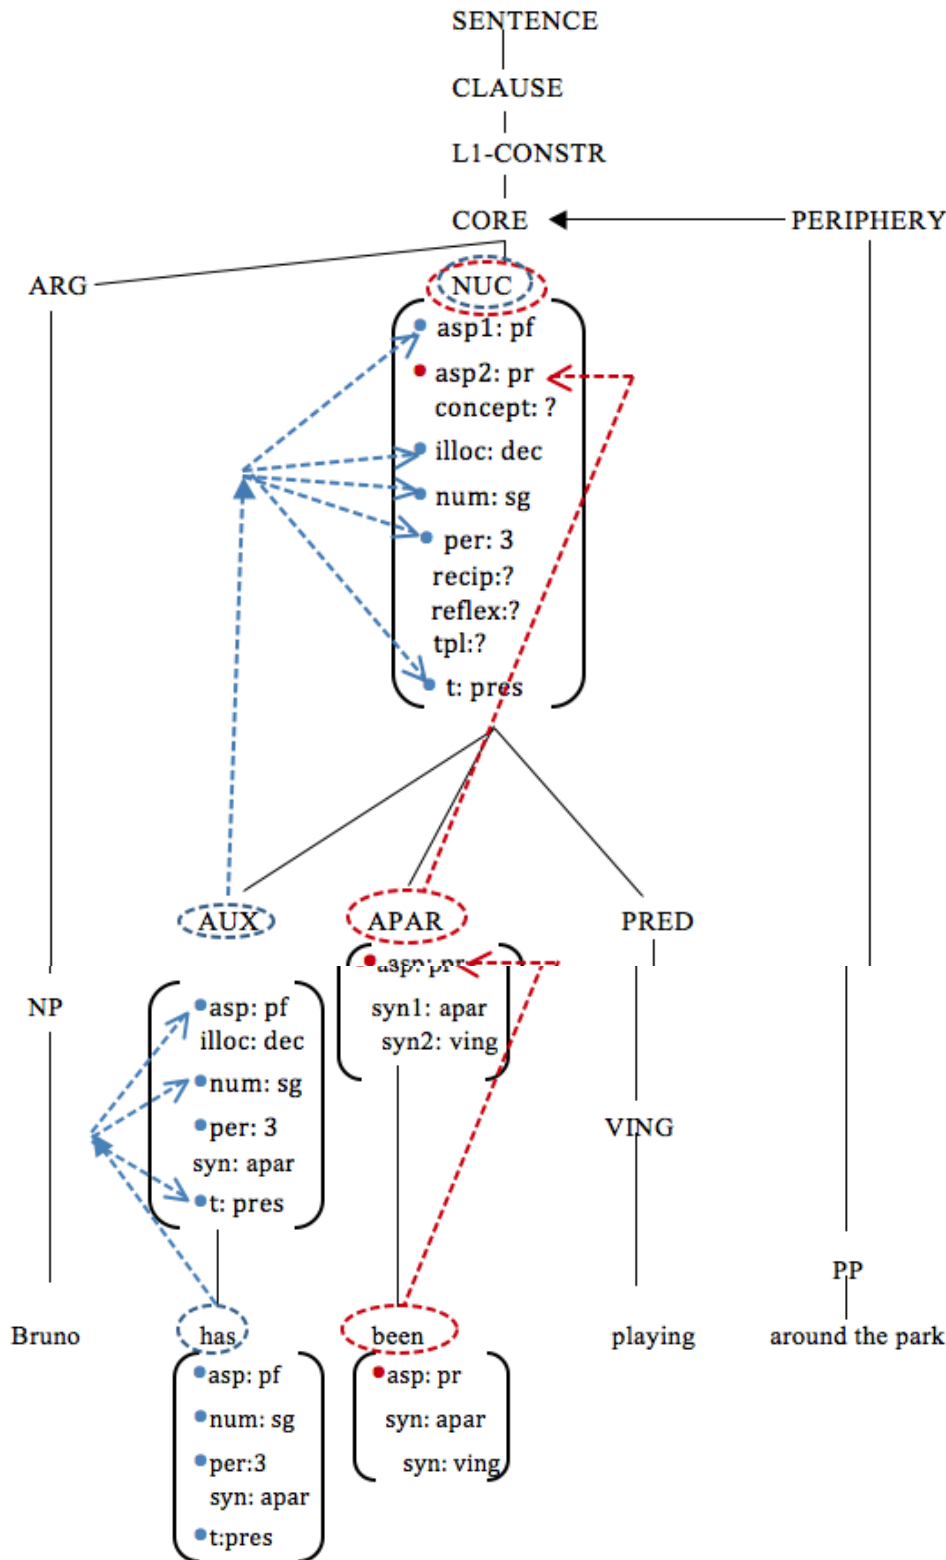 SENTENCE
CLAUSE
L1-CONSTR
CORE
PERIPHERY
ARG
NUC
asp1: pf
asp2: pr
concept: ?
illoc: dec
num: sg
per: 3
recip:?
reflex:?
tpl:?
t: pres
AUX
APAR
PRED
asp: pr
NP
asp: pf
illoc: dec
num: sg
per: 3
syn: apar
t: pres
syn1: apar
syn2: ving
VING
PP
Bruno
has
been
playing
around the park
asp: pf
num: sg
per:3
syn: apar
t:pres
asp: pr
syn: apar
syn: ving